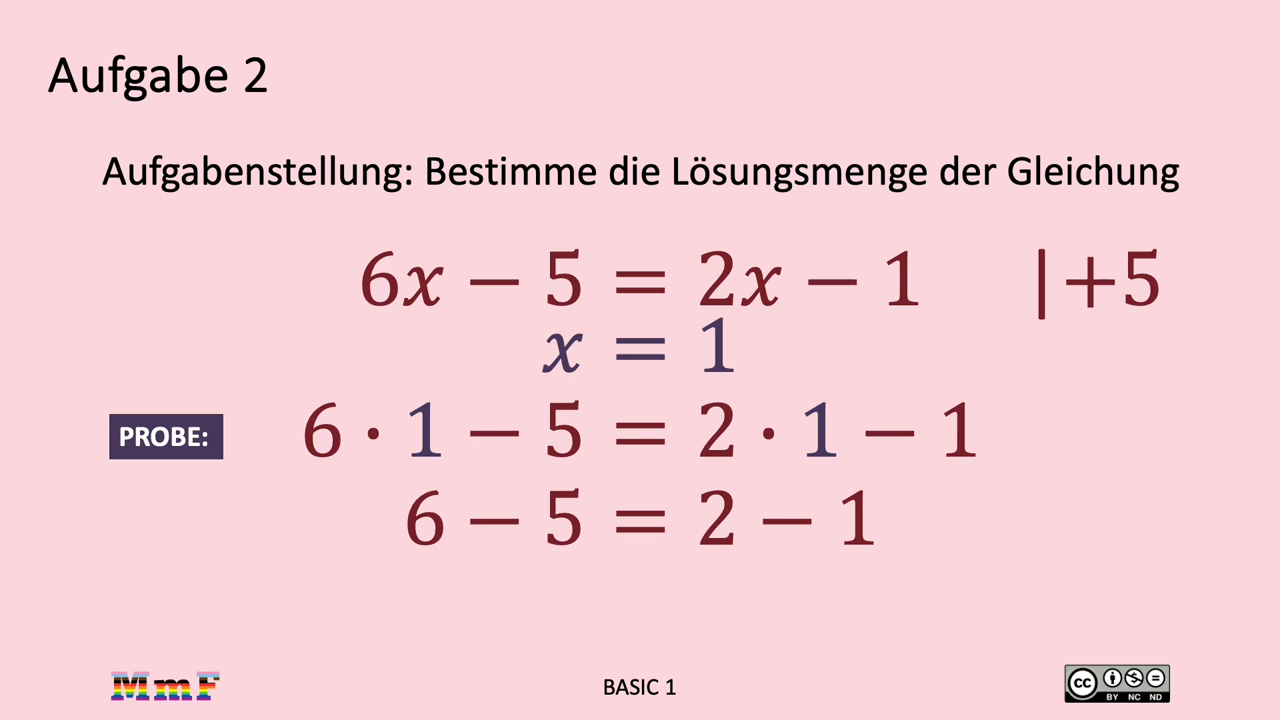 Aufgabe 2
Aufgabenstellung: Bestimme die Lösungsmenge der Gleichung
6x − 5 = 2x − 1 |+5
x = 1
PROBE: 6 · 1 − 5 = 2 · 1 − 1
6 − 5 = 2 − 1
MmF
BASIC 1
cc BY NC ND